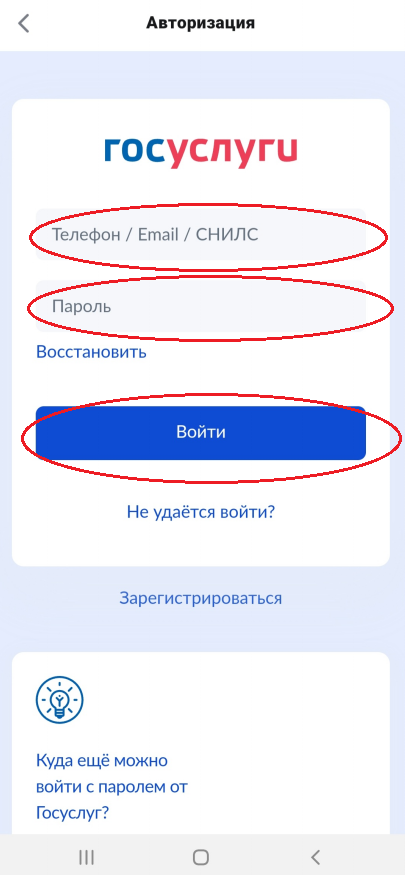 Авторизация
госуслуги
Телефон / Email / СНИЛС
Пароль
Восстановить
Войти
Не удаётся войти?
Зарегистрироваться
Куда ещё можно
войти с паролем от
Госуслуг?